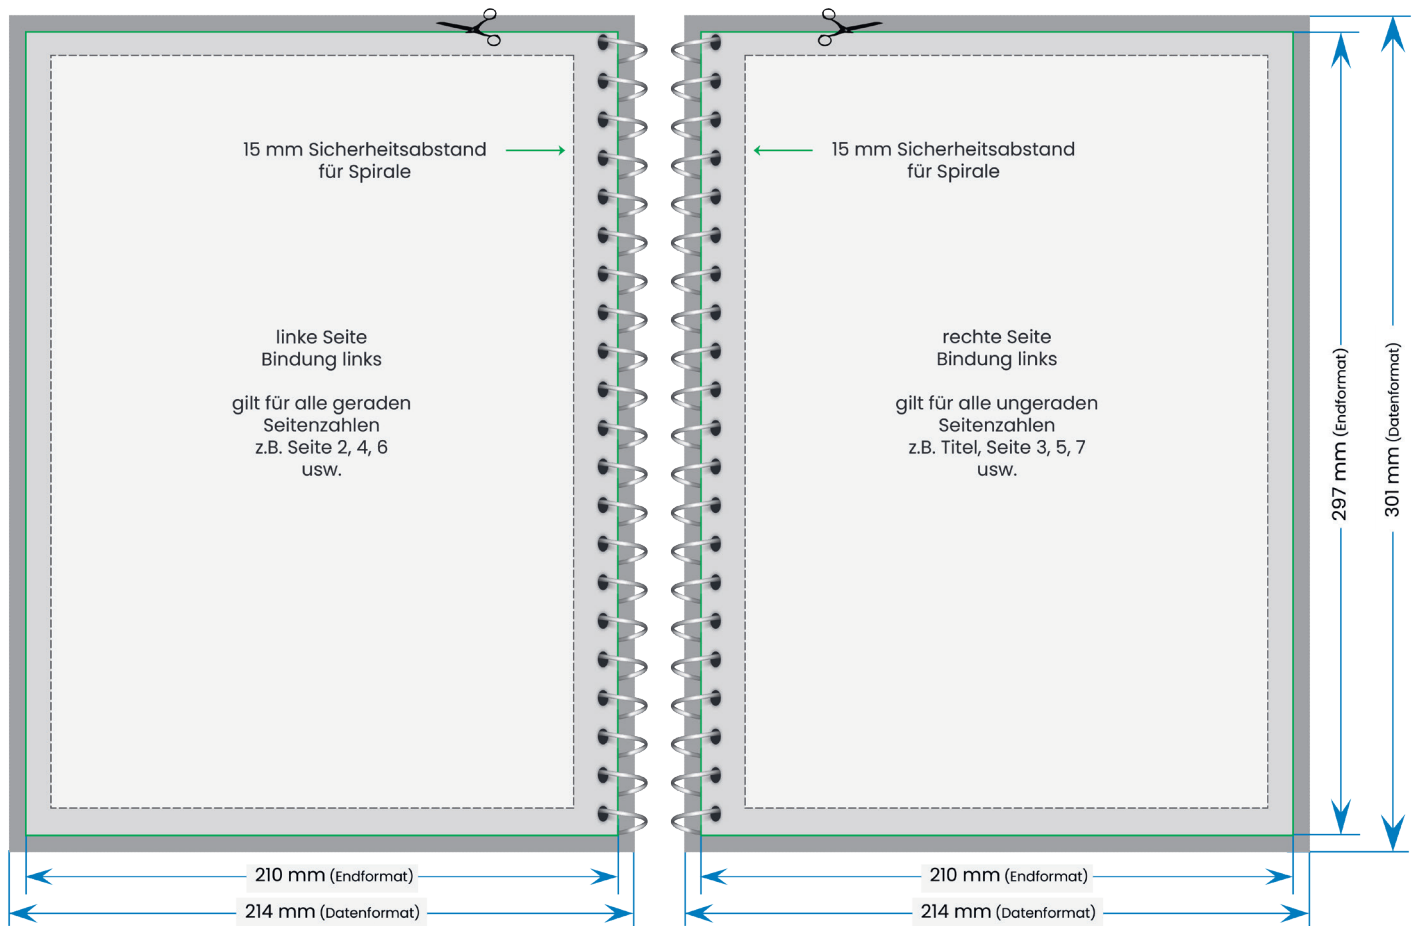 15 mm Sicherheitsabstand
für Spirale
linke Seite
Bindung links
gilt für alle geraden
Seitenzahlen
z.B. Seite 2, 4, 6
usw.
210 mm (Endformat)
214 mm (Datenformat)
15 mm Sicherheitsabstand
für Spirale
rechte Seite
Bindung links
gilt für alle ungeraden
Seitenzahlen
z.B. Titel, Seite 3, 5, 7
usw.
210 mm (Endformat)
214 mm (Datenformat)
297 mm (Endformat)
301 mm (Datenformat)